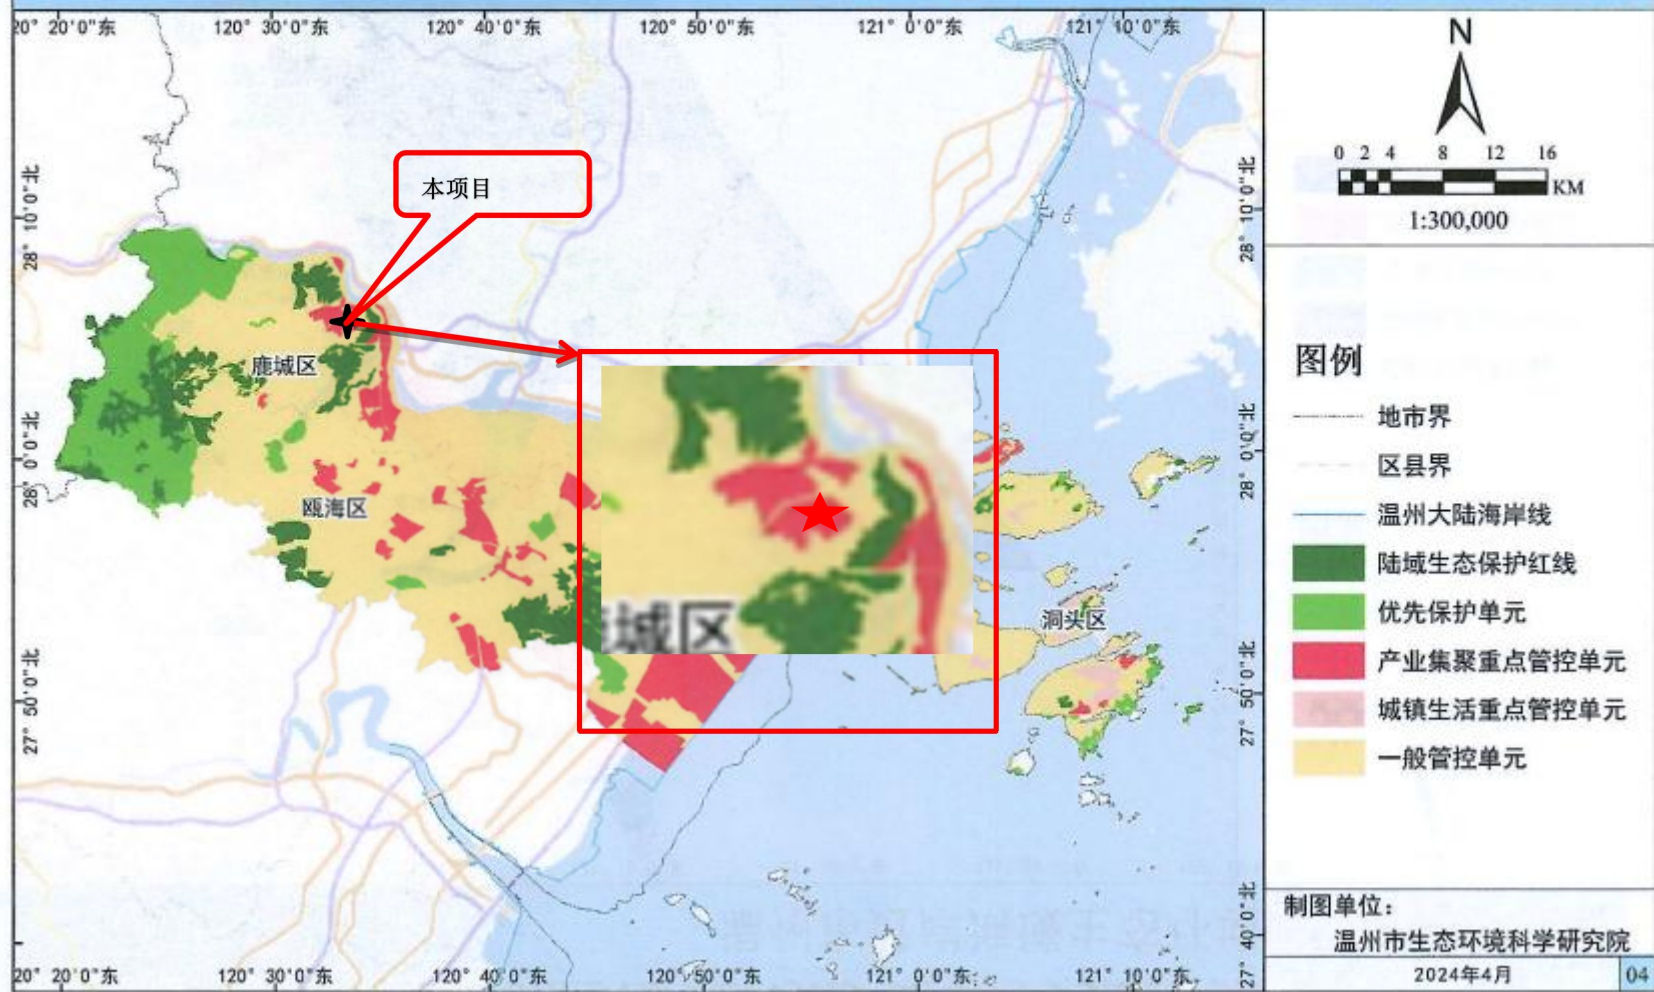 20° 20'0"东 120° 30'0"东 120° 40'0"东 120° 50'0"东 121° 0'0"东 121° 10'0"东
N
0 2 4 8 12 16
KM
1:300,000
本项目
28° 10'0"北
28° 10'0"北
鹿城区
图例
地市界
区县界
28° 0'0"北
28° 0'0"北
瓯海区
温州大陆海岸线
陆域生态保护红线
优先保护单元
城区
洞头区
产业集聚重点管控单元
城镇生活重点管控单元
一般管控单元
27° 50'0"北
27° 50'0"北
27° 40'0"北
制图单位：
温州市生态环境科学研究院
20° 20'0"东 120° 30'0"东 120° 40'0"东 120° 50'0"东 121° 0'0"东 121° 10'0"东
2024年4月 04